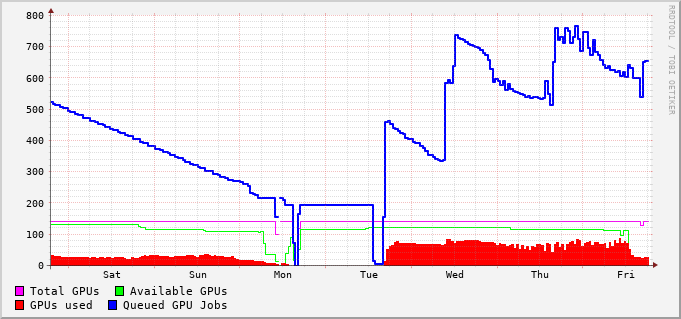 800
700
600
500
400
300
200
100
0
Sat Sun Mon Tue Wed Thu Fri
Total GPUs Available GPUs
GPUs used Queued GPU Jobs
RRDTOOL / TOBI OETIKER